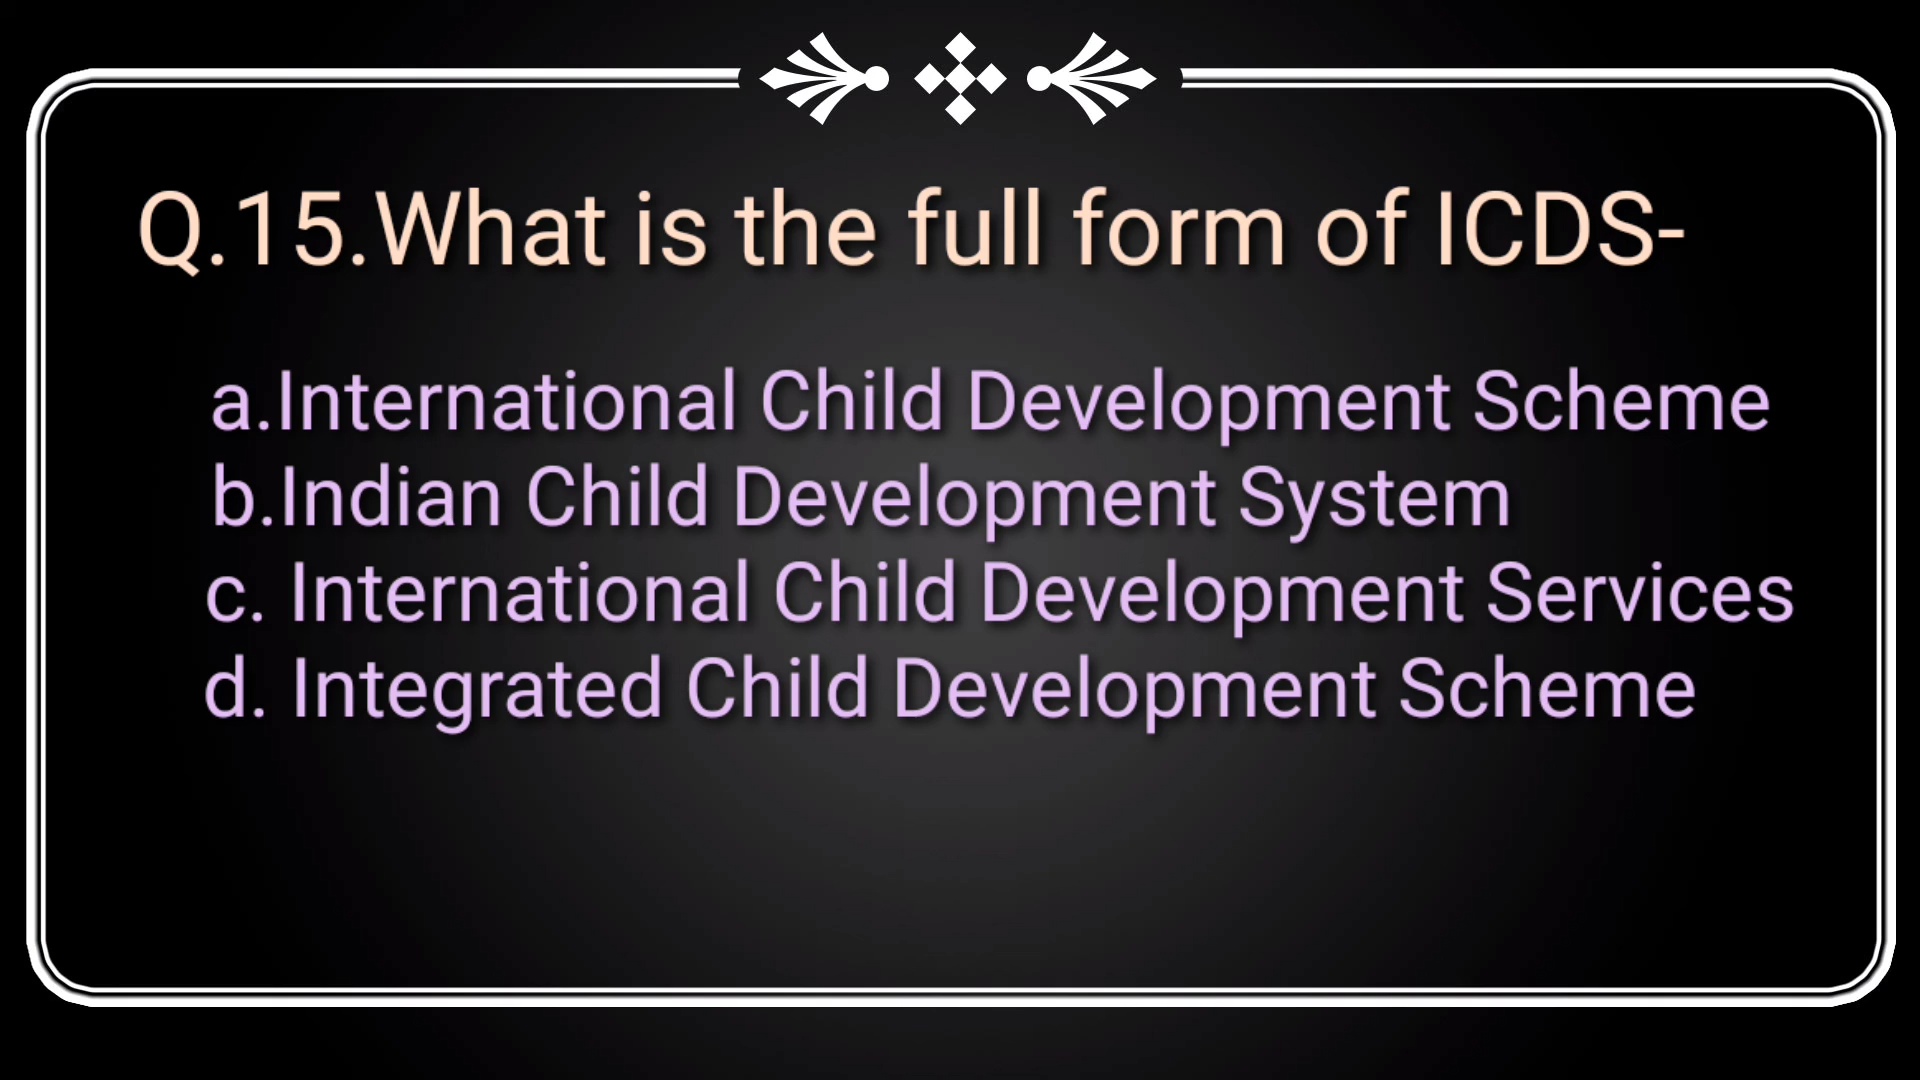 Q.15.What is the full form of ICDS-
a.International Child Development Scheme
b.Indian Child Development System
c. International Child Development Services
d. Integrated Child Development Scheme